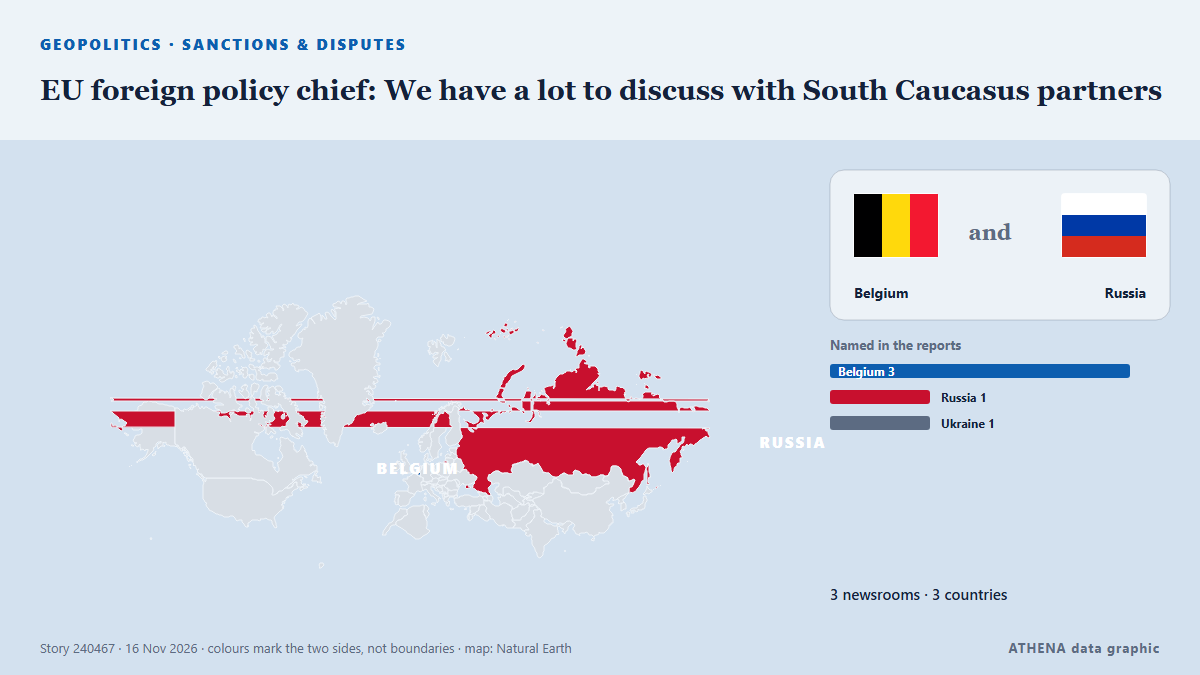 GEOPOLITICS · SANCTIONS & DISPUTES
EU foreign policy chief: We have a lot to discuss with South Caucasus partners
and
Belgium
Russia
Named in the reports
Belgium 3
Russia 1
Ukraine 1
RUSSIA
BELGIUM
3 newsrooms · 3 countries
Story 240467 · 16 Nov 2026 · colours mark the two sides, not boundaries · map: Natural Earth
ATHENA data graphic